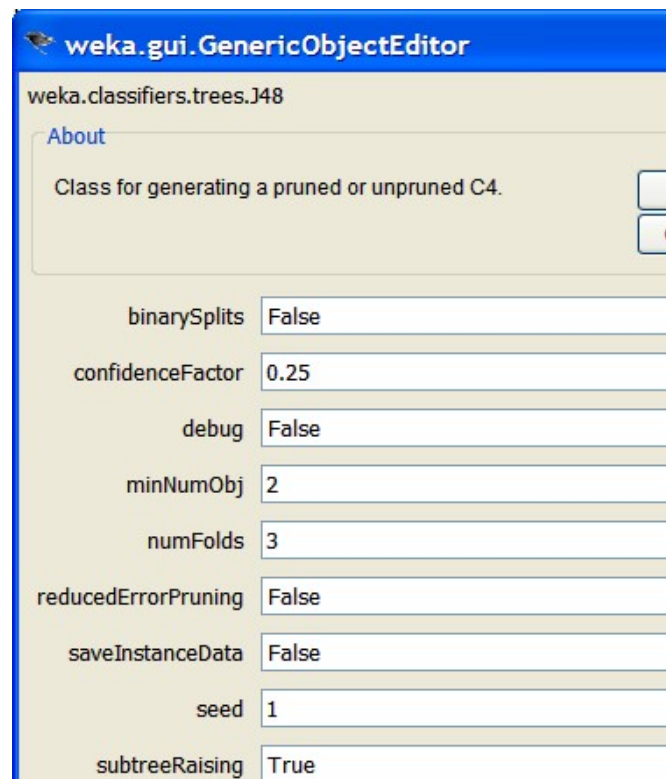 weka.gui.GenericObjectEditor
weka.classifiers.trees.J48
About
Class for generating a pruned or unpruned C4.
binarySplits False
confidenceFactor 0.25
debug False
minNumObj 2
numFolds 3
reducedErrorPruning False
saveInstanceData False
seed 1
subtreeRaising True